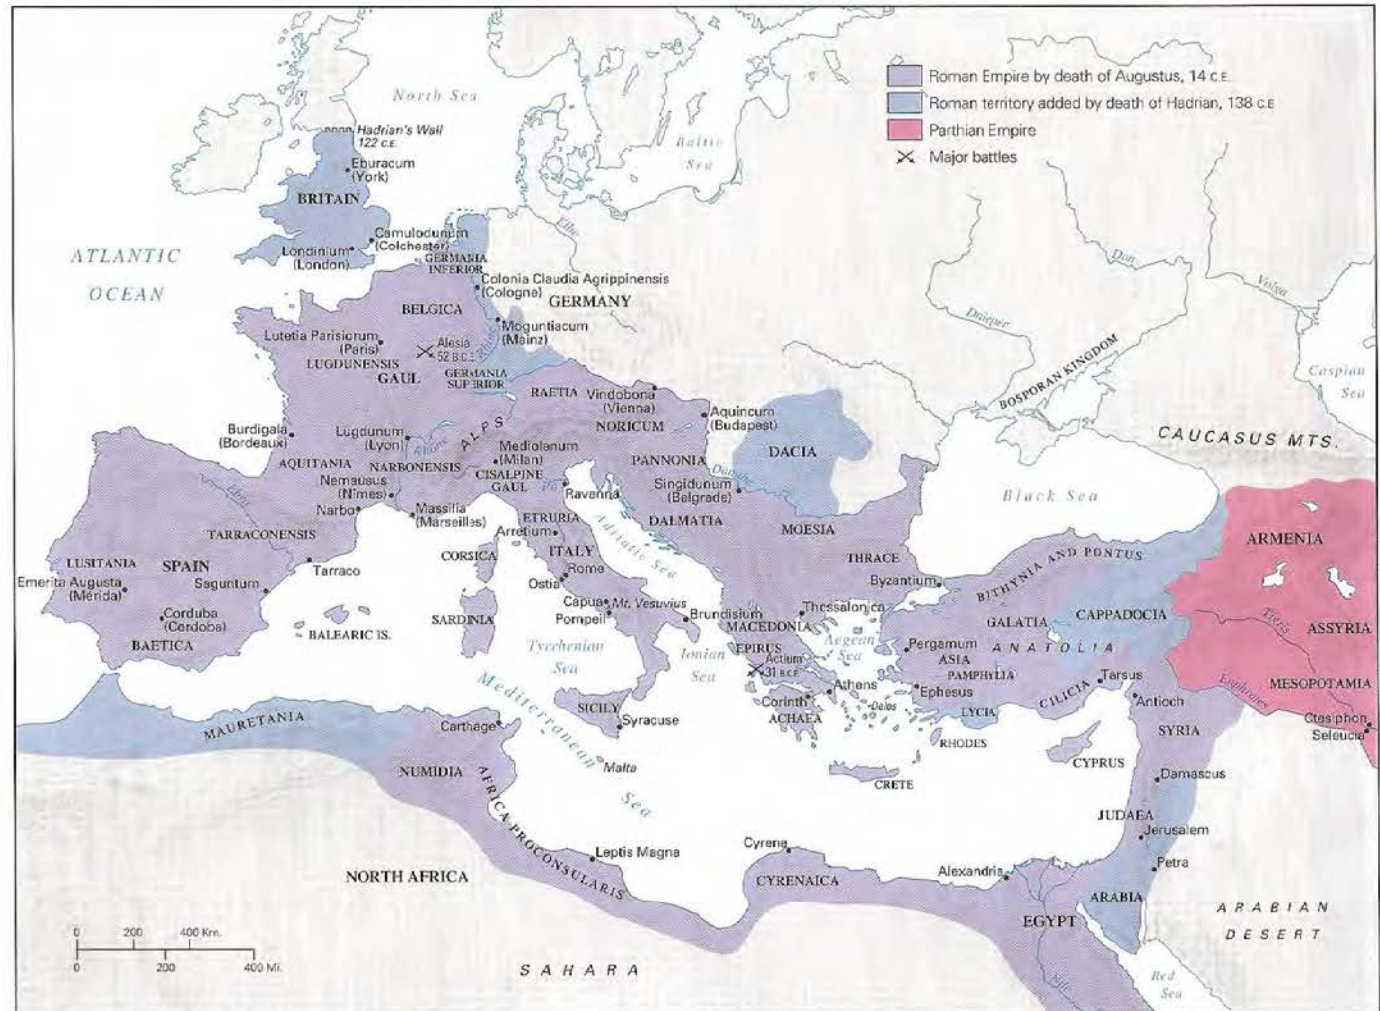 Roman Empire by death of Augustus, 14 C.E.
Roman territory added by death of Hadrian, 138 C.E
Parthian Empire
Major battles
North Sea
Baltic
Sea
Hadrian's Wall
122 C.E.
Eburacum
(York)
BRITAIN
Camulodunum
(Colchester)
Londinium
(London)
ATLANTIC
OCEAN
Elbe
GERMANIA
INFERIOR
Colonia Claudia Agrippinensis
(Cologne)
GERMANY
BELGICA
Moguntiacum
(Mainz)
Rhine
Lutetia Parisiorum
(Paris)
Alesia
52 B.C.E.
LUGDUNENSIS
GAUL
GERMANIA
SUPERIOR
Don
Volga
Dnieper
BOSPORAN KINGDOM
Caspian
Sea
CAUCASUS MTS.
RAETIA
Vindobona
(Vienna)
NORICUM
Aquincum
(Budapest)
DACIA
Burdigala
(Bordeaux)
Lugdunum
(Lyon)
Rhône
ALPS
Mediolanum
(Milan)
CISALPINE
GAUL
Po
PANNONIA
Danube
Singidunum
(Belgrade)
AQUITANIA
NARBONENSIS
Nemausus
(Nîmes)
Narbo
Massilia
(Marseilles)
Ravenna
Black Sea
Ebro
TARRACONENSIS
ETRURIA
Arretium
Adriatic Sea
DALMATIA
MOESIA
THRACE
ARMENIA
LUSITANIA
SPAIN
Tarraco
CORSICA
ITALY
Rome
Ostia
Byzantium
BITHYNIA AND PONTUS
Emerita Augusta
(Mérida)
Saguntum
Corduba
(Cordoba)
BAETICA
BALEARIC IS.
SARDINIA
Capua
Mt. Vesuvius
Pompeii
Brundisium
Thessalonica
MACEDONIA
GALATIA
CAPPADOCIA
Tigris
ASSYRIA
Tyrrhenian
Sea
Ionian
Sea
EPIRUS
Actium
31 B.C.E.
Aegean
Sea
Pergamum
ASIA
ANATOLIA
PAMPHYLIA
Tarsus
MESOPOTAMIA
Athens
Ephesus
CILICIA
Antioch
Euphrates
Corinth
ACHAEA
Delos
LYCIA
Ctesiphon
Seleucia
MAURETANIA
Carthage
SICILY
Syracuse
Mediterranean
Sea
Malta
RHODES
CYPRUS
SYRIA
CRETE
Damascus
NUMIDIA
AFRICA PROCONSULARIS
JUDAEA
Jerusalem
Leptis Magna
Cyrene
Petra
NORTH AFRICA
CYRENAICA
Alexandria
ARABIA
EGYPT
ARABIAN
DESERT
0 200 400 Km.
0 200 400 Mi.
SAHARA
Nile
Red
Sea